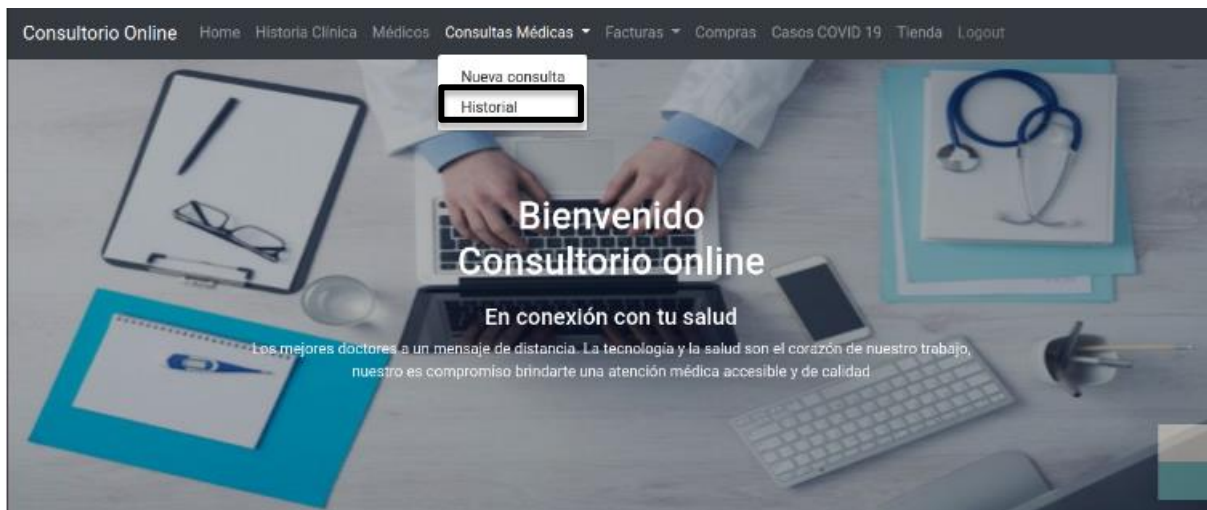 Consultorio Online Home Historia Clínica Médicos Consultas Médicas Facturas Compras Casos COVID 19 Tienda Logout
Nueva consulta
Historial
Bienvenido
Consultorio online
En conexión con tu salud
Los mejores doctores a un mensaje de distancia. La tecnología y la salud son el corazón de nuestro trabajo,
nuestro es compromiso brindarte una atención médica accesible y de calidad